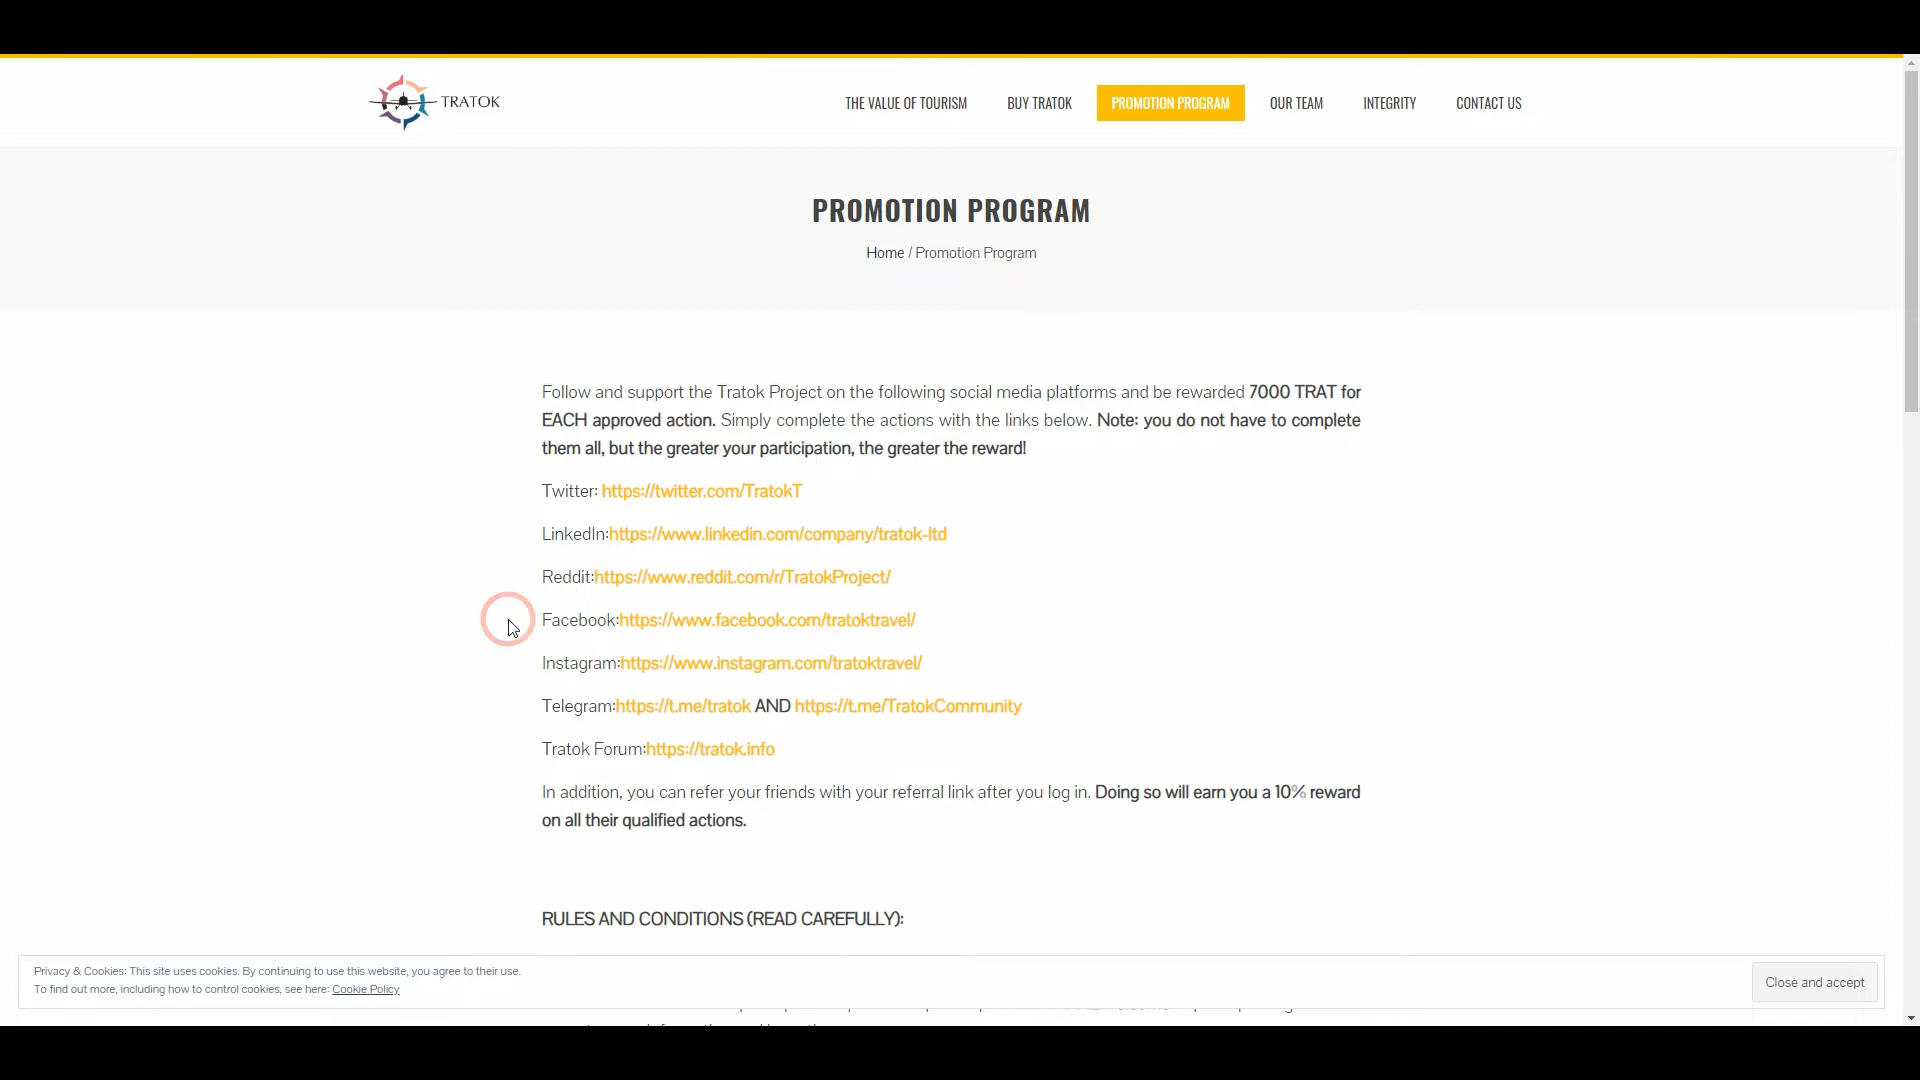 TRATOK
THE VALUE OF TOURISM
BUY TRATOK
PROMOTION PROGRAM
OUR TEAM
INTEGRITY
CONTACT US
PROMOTION PROGRAM
Home / Promotion Program
Follow and support the Tratok Project on the following social media platforms and be rewarded 7000 TRAT for
EACH approved action. Simply complete the actions with the links below. Note: you do not have to complete
them all, but the greater your participation, the greater the reward!
Twitter: https://twitter.com/TratokT
LinkedIn:https://www.linkedin.com/company/tratok-ltd
Reddit:https://www.reddit.com/r/TratokProject/
Facebook:https://www.facebook.com/tratoktravel/
Instagram:https://www.instagram.com/tratoktravel/
Telegram:https://t.me/tratok AND https://t.me/TratokCommunity
Tratok Forum:https://tratok.info
In addition, you can refer your friends with your referral link after you log in. Doing so will earn you a 10% reward
on all their qualified actions.
RULES AND CONDITIONS (READ CAREFULLY):
Privacy & Cookies: This site uses cookies. By continuing to use this website, you agree to their use.
To find out more, including how to control cookies, see here: Cookie Policy
Close and accept